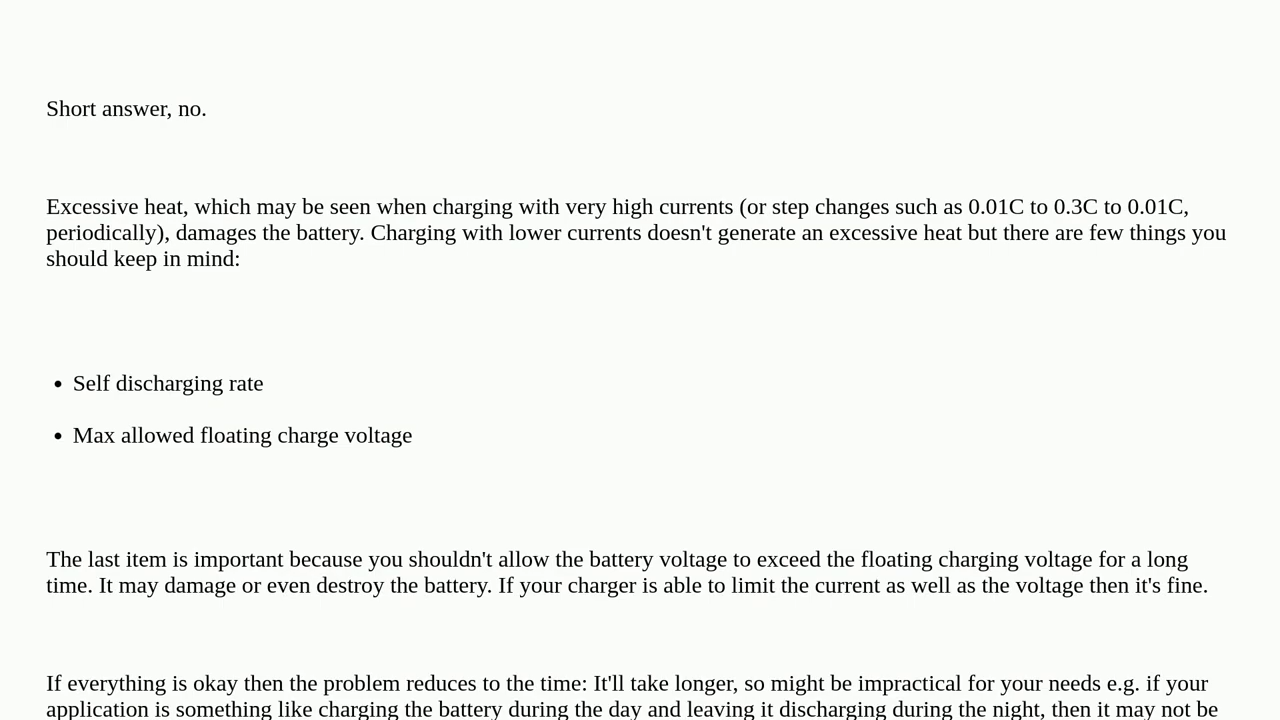 Short answer, no.
Excessive heat, which may be seen when charging with very high currents (or step changes such as 0.01C to 0.3C to 0.01C,
periodically), damages the battery. Charging with lower currents doesn't generate an excessive heat but there are few things you
should keep in mind:
• Self discharging rate
• Max allowed floating charge voltage
The last item is important because you shouldn't allow the battery voltage to exceed the floating charging voltage for a long
time. It may damage or even destroy the battery. If your charger is able to limit the current as well as the voltage then it's fine.
If everything is okay then the problem reduces to the time: It'll take longer, so might be impractical for your needs e.g. if your
application is something like charging the battery during the day and leaving it discharging during the night, then it may not be